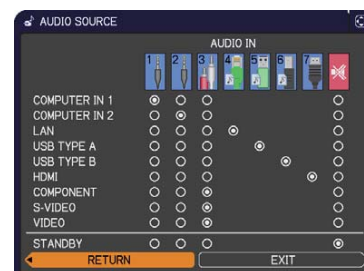 AUDIO SOURCE
AUDIO IN
1 2 3 4 5 6 7
COMPUTER IN 1
COMPUTER IN 2
LAN
USB TYPE A
USB TYPE B
HDMI
COMPONENT
S-VIDEO
VIDEO
STANDBY
RETURN EXIT